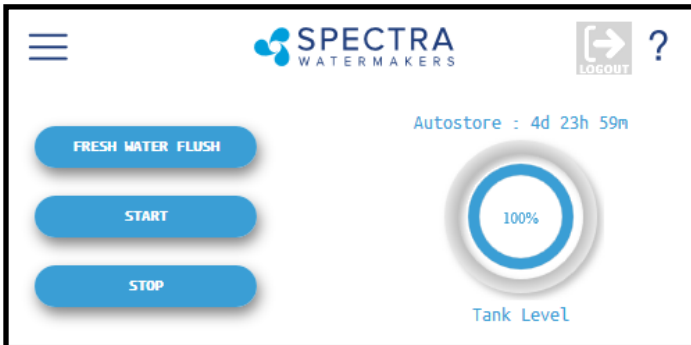 SPECTRA
WATERMAKERS
LOGOUT
?
Autostore : 4d 23h 59m
FRESH WATER FLUSH
START
100%
STOP
Tank Level